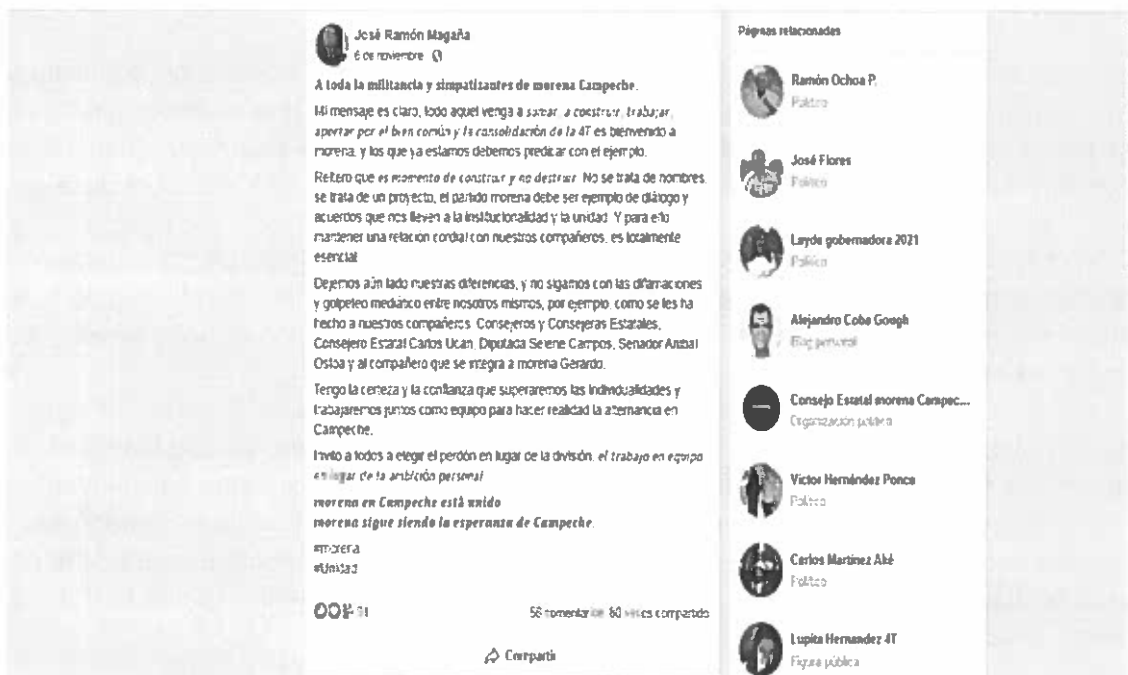 José Ramón Magaña
6 de noviembre
A toda la militancia y simpatizantes de morena Campeche.
Mi mensaje es claro, todo aquel venga a sumar, a construir, trabajar,
aportar por el bien común y la consolidación de la 4T es bienvenido a
morena, y los que ya estamos debemos predicar con el ejemplo.
Reitero que es momento de construir y no destruir. No se trata de nombres,
se trata de un proyecto, el partido morena debe ser ejemplo de diálogo y
acuerdos que nos lleven a la institucionalidad y la unidad. Y para ello
mantener una relación cordial con nuestros compañeros, es totalmente
esencial.
Dejemos aún lado nuestras diferencias, y no sigamos con las difamaciones
y golpeteo mediático entre nosotros mismos, por ejemplo, como se les ha
hecho a nuestros compañeros: Consejeros y Consejeras Estatales,
Consejero Estatal Carlos Ucan, Diputada Selene Campos, Senador Anibal
Ostoa y al compañero que se integra a morena Gerardo.
Tengo la certeza y la confianza que superaremos las individualidades y
trabajaremos juntos como equipo para hacer realidad la alternancia en
Campeche.
Invito a todos a elegir el perdón en lugar de la división, el trabajo en equipo
en lugar de la ambición personal
morena en Campeche está unido
morena sigue siendo la esperanza de Campeche.
#morena
#Unidad
comentarios 80 veces compartido
Compartir
Páginas relacionadas
Ramón Ochoa P.
Político
José Flores
Político
Layda gobernadora 2021
Político
Alejandro Coba Gough
Blog personal
Consejo Estatal morena Campec...
Organización política
Victor Hernández Ponce
Político
Carlos Martínez Aké
Político
Lupita Hernandez 4T
Figura pública